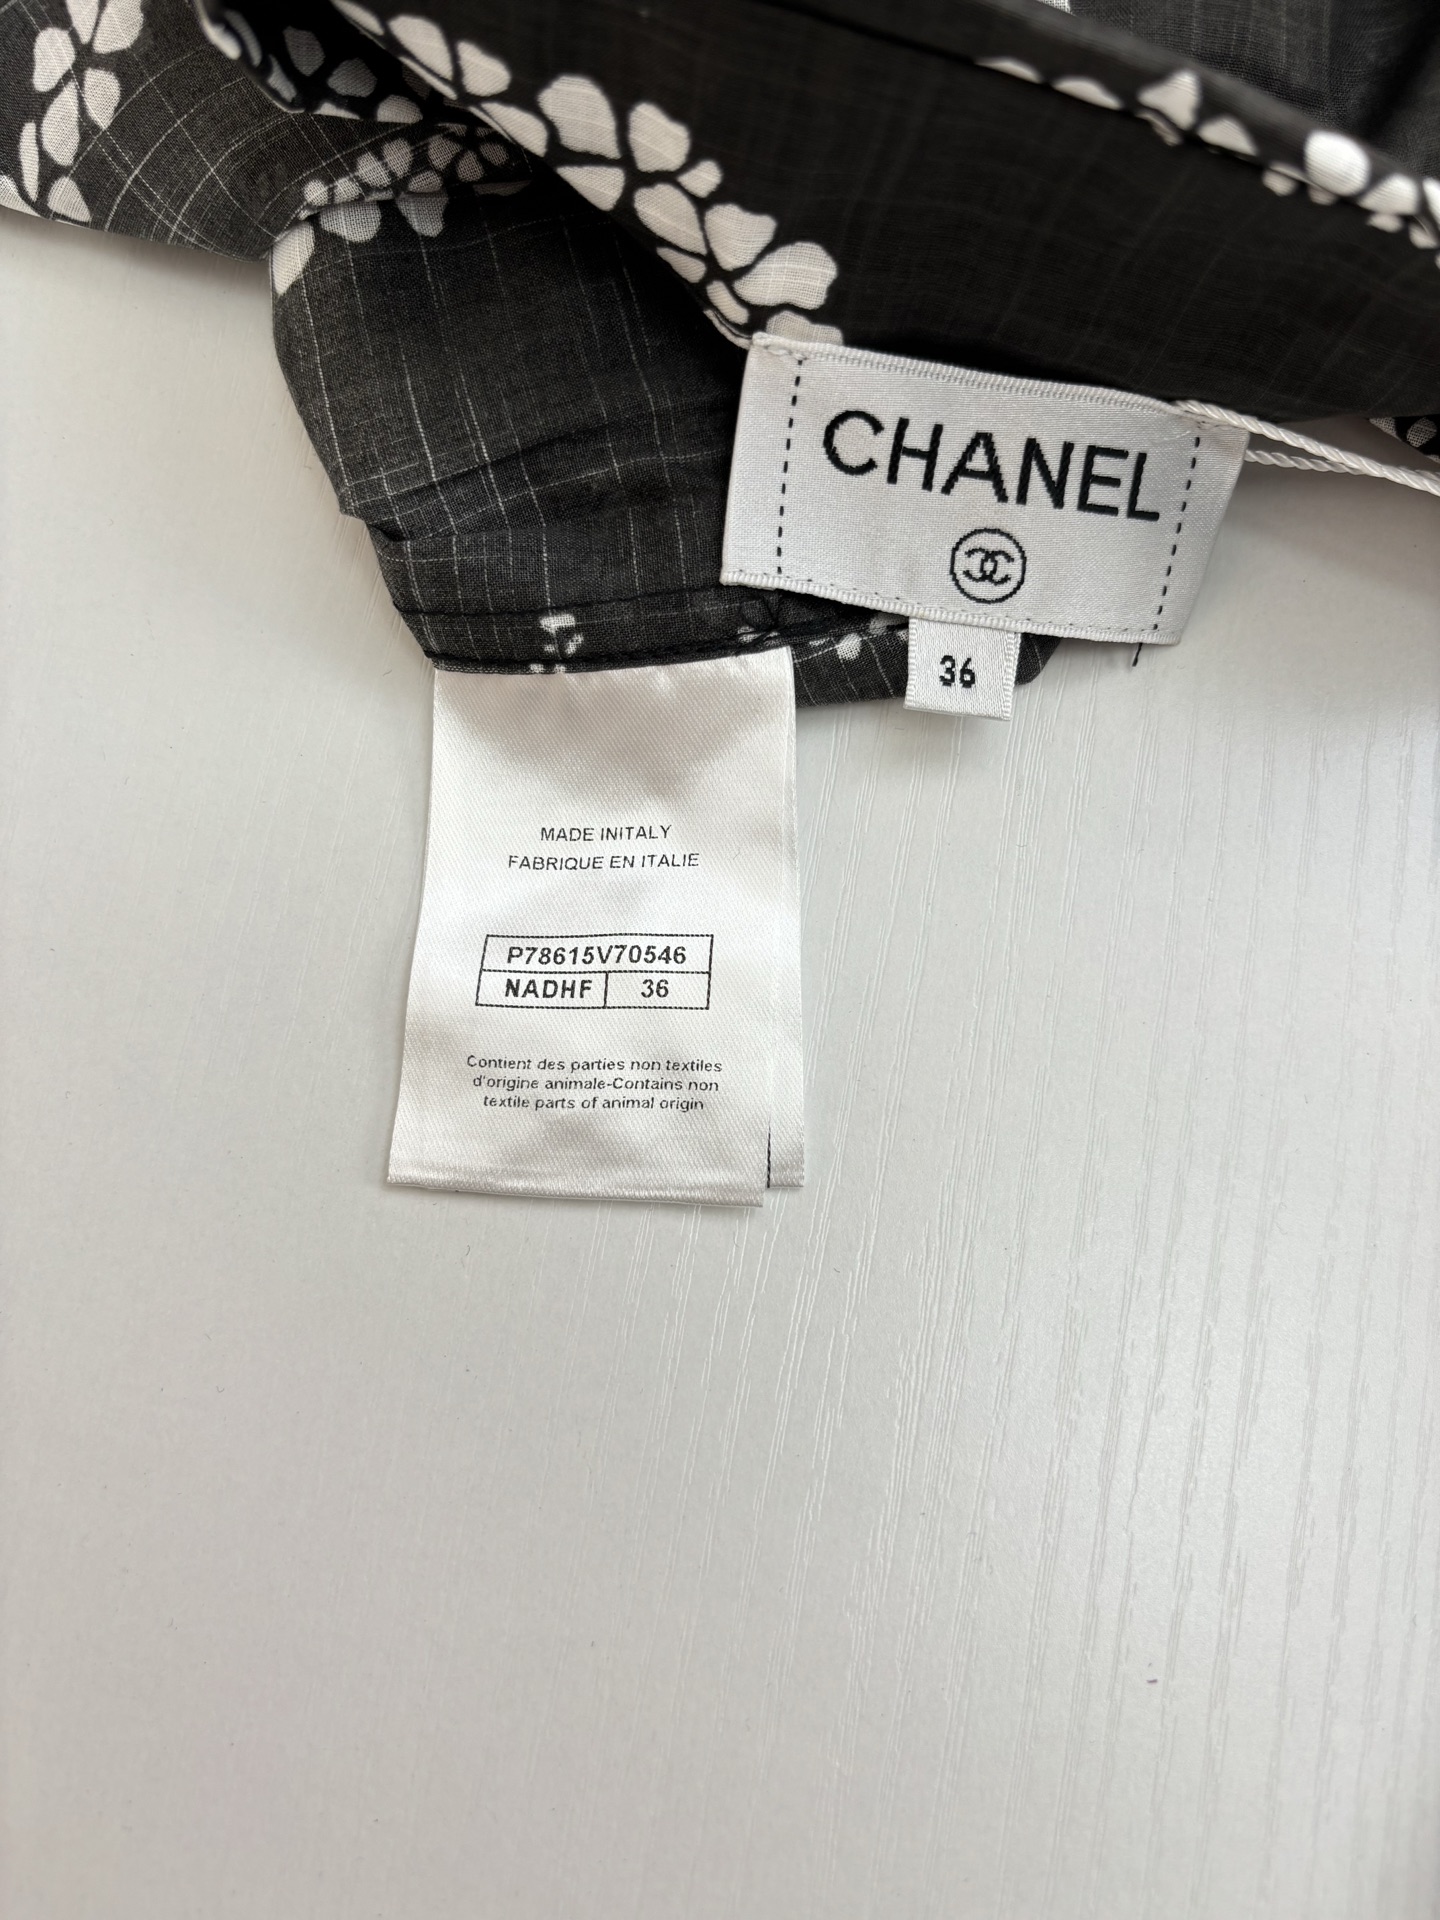 CHANEL
36
MADE INITALY
FABRIQUE EN ITALIE
P78615V70546
NADHF 36
Contient des parties non textiles
d'origine animale-Contains non
textile parts of animal origin